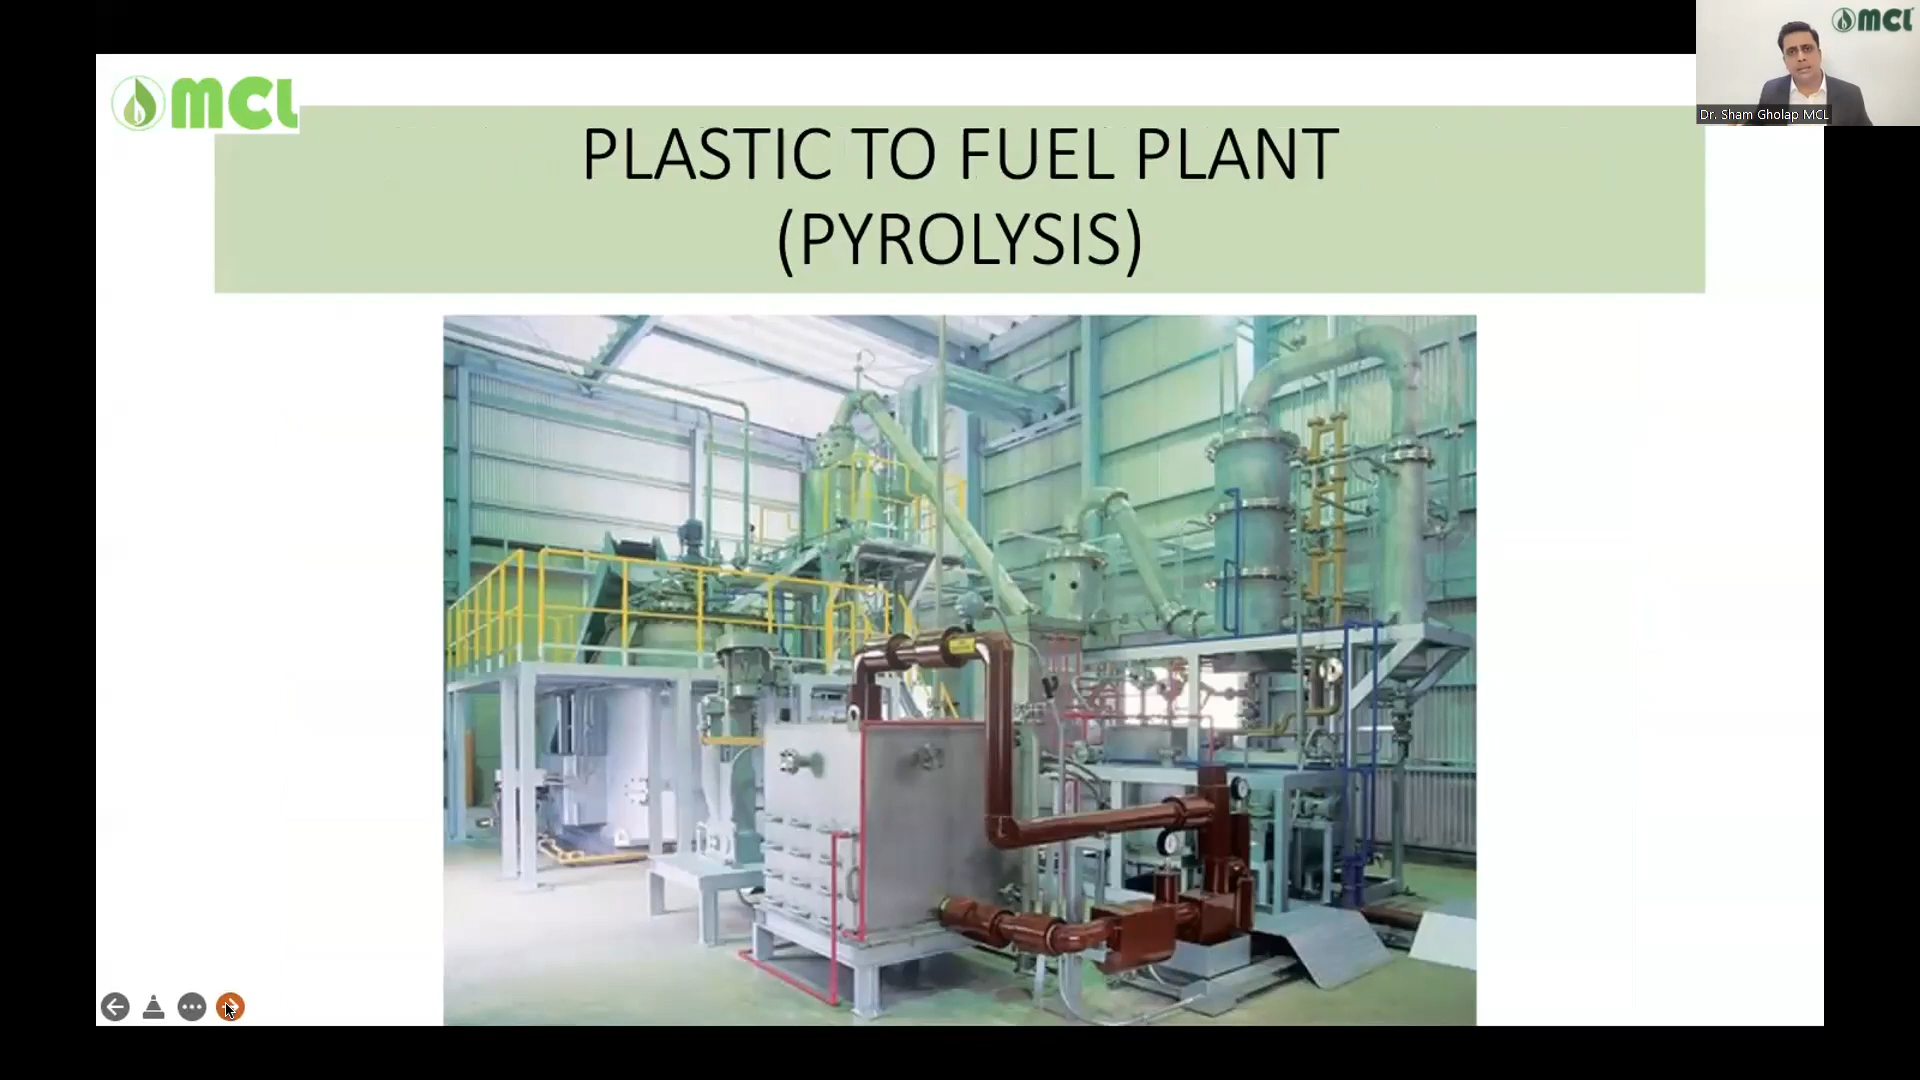 MCL
MCL
Dr. Sham Gholap MCL
PLASTIC TO FUEL PLANT
(PYROLYSIS)